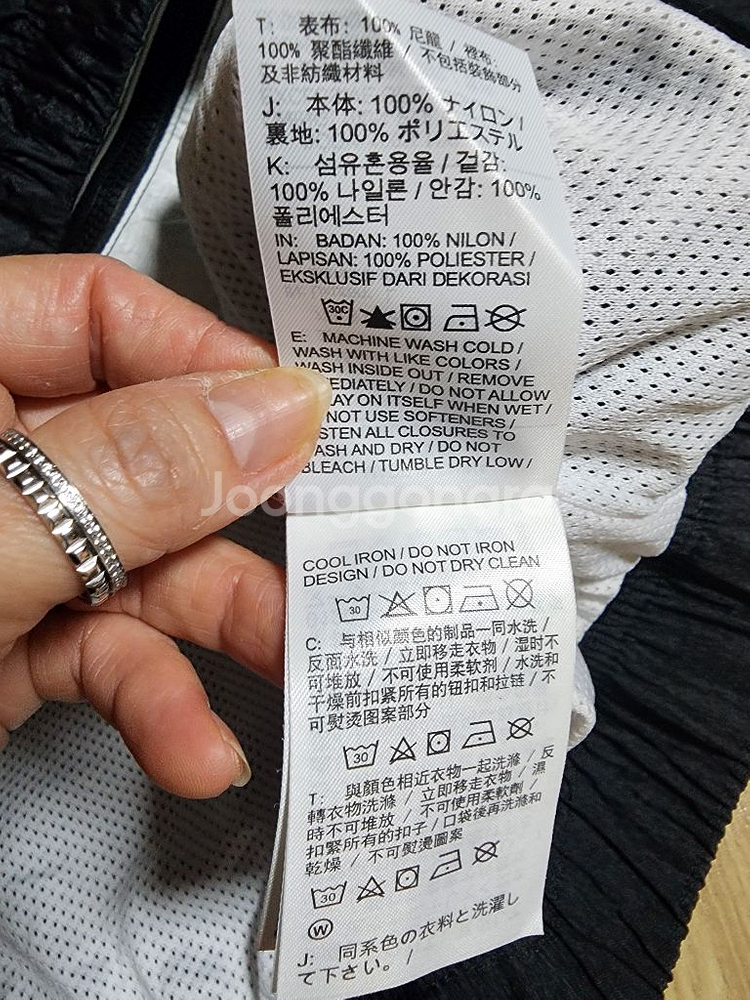 T: 表布: 100% 尼龍 / 裡布:
100% 聚酯纖維 / 不包括裝飾部分
及非紡織材料
J: 本体: 100% ナイロン /
裏地: 100% ポリエステル
K: 섬유혼용율 / 겉감:
100% 나일론 / 안감: 100%
폴리에스터
IN: BADAN: 100% NILON /
LAPISAN: 100% POLIESTER /
EKSKLUSIF DARI DEKORASI
30C
E: MACHINE WASH COLD /
WASH WITH LIKE COLORS /
WASH INSIDE OUT / REMOVE
EDIATELY / DO NOT ALLOW
LAY ON ITSELF WHEN WET /
NOT USE SOFTENERS /
STEN ALL CLOSURES TO
ASH AND DRY / DO NOT
BLEACH / TUMBLE DRY LOW /
Joonggonara
COOL IRON / DO NOT IRON
DESIGN / DO NOT DRY CLEAN
30
C: 与相似颜色的制品一同水洗 /
反面水洗 / 立即移走衣物 / 湿时不
可堆放 / 不可使用柔软剂 / 水洗和
干燥前扣紧所有的钮扣和拉链 / 不
可熨烫图案部分
30
T: 與顏色相近衣物一起洗滌 / 反
轉衣物洗滌 / 立即移走衣物 / 濕
時不可堆放 / 不可使用柔軟劑 /
扣緊所有的扣子 / 口袋後再洗滌和
乾燥 / 不可熨燙圖案
30
W
J: 同系色の衣料と洗濯し
て下さい。 /